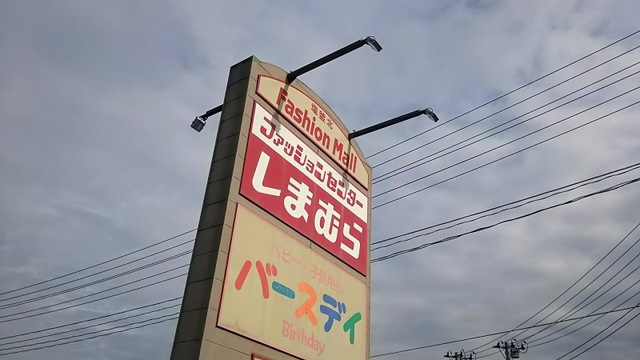 Fashion Mall
ファッションセンター
しまむら
ベビー・子供用品
バースデイ
Birthday